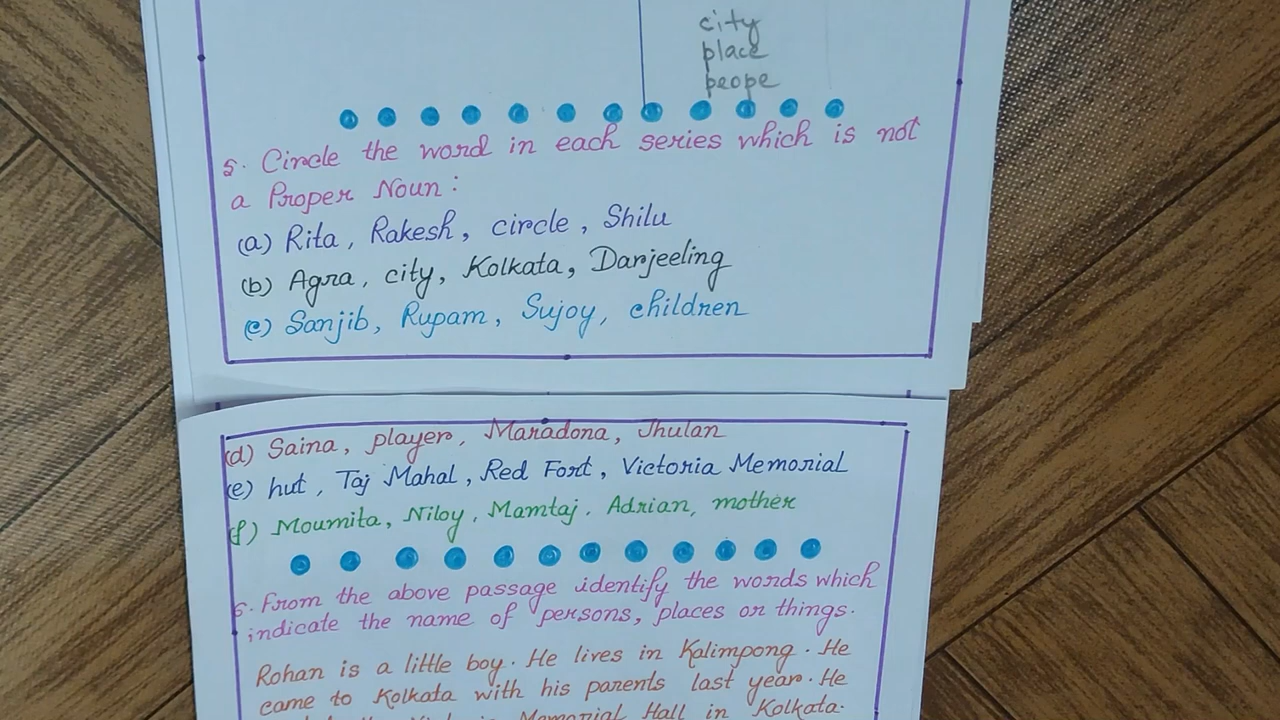 city
place
peope
5. Circle the word in each series which is not
a Proper Noun :
(a) Rita, Rakesh, circle, Shilu
(b) Agra, city, Kolkata, Darjeeling
(c) Sanjib, Rupam, Sujoy, children
(d) Saina, player, Maradona, Jhulan
(e) hut, Taj Mahal, Red Fort, Victoria Memorial
(f) Moumita, Niloy, Mamtaj. Adrian, mother
6. From the above passage identify the words which
indicate the name of persons, places or things.
Rohan is a little boy. He lives in Kalimpong. He
came to Kolkata with his parents last year. He
Memorial Hall in Kolkata.